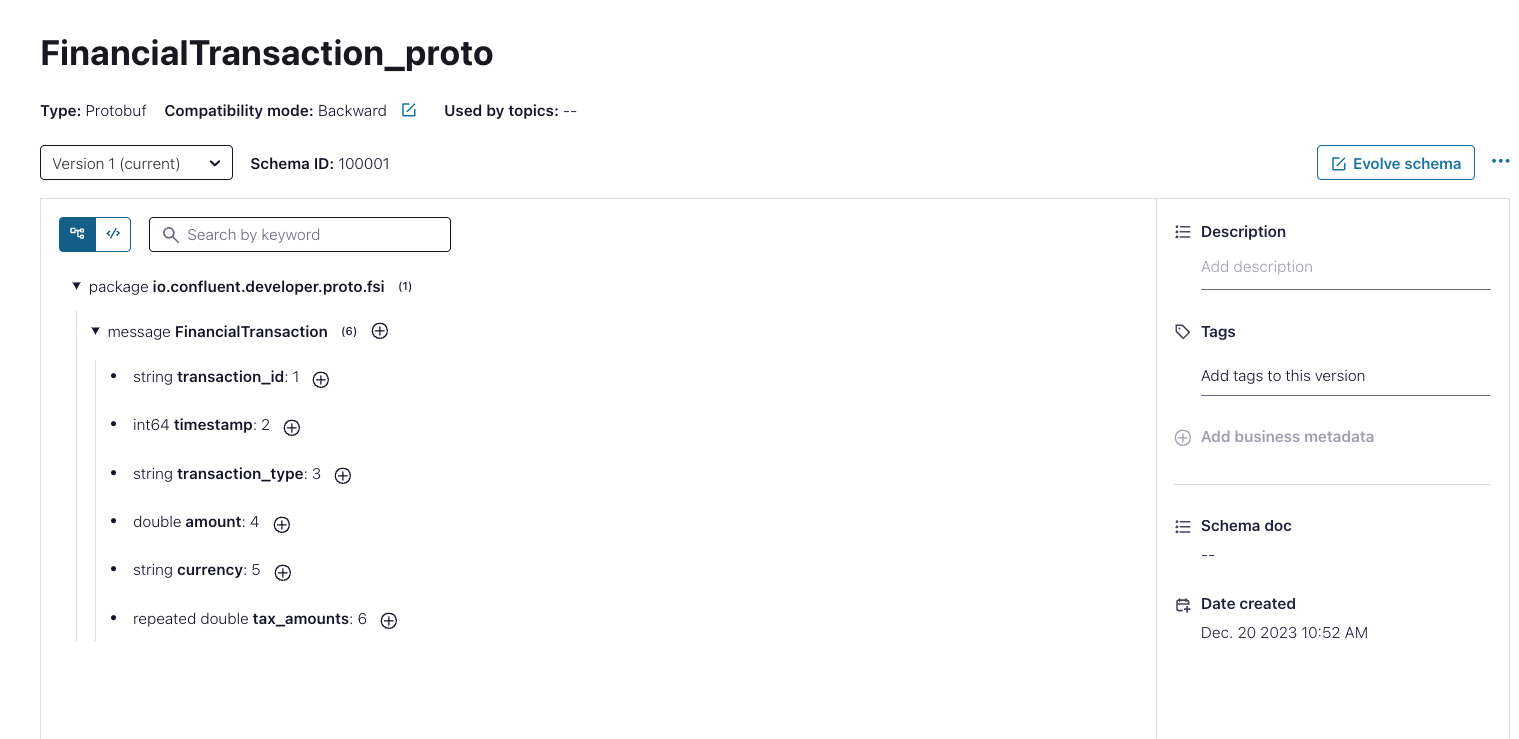 FinancialTransaction_proto
Type: Protobuf Compatibility mode: Backward Used by topics: --
Version 1 (current) Schema ID: 100001 Evolve schema
Search by keyword
package io.confluent.developer.proto.fsi (1)
message FinancialTransaction (6)
string transaction_id: 1
int64 timestamp: 2
string transaction_type: 3
double amount: 4
string currency: 5
repeated double tax_amounts: 6
Description
Add description
Tags
Add tags to this version
Add business metadata
Schema doc
--
Date created
Dec. 20 2023 10:52 AM